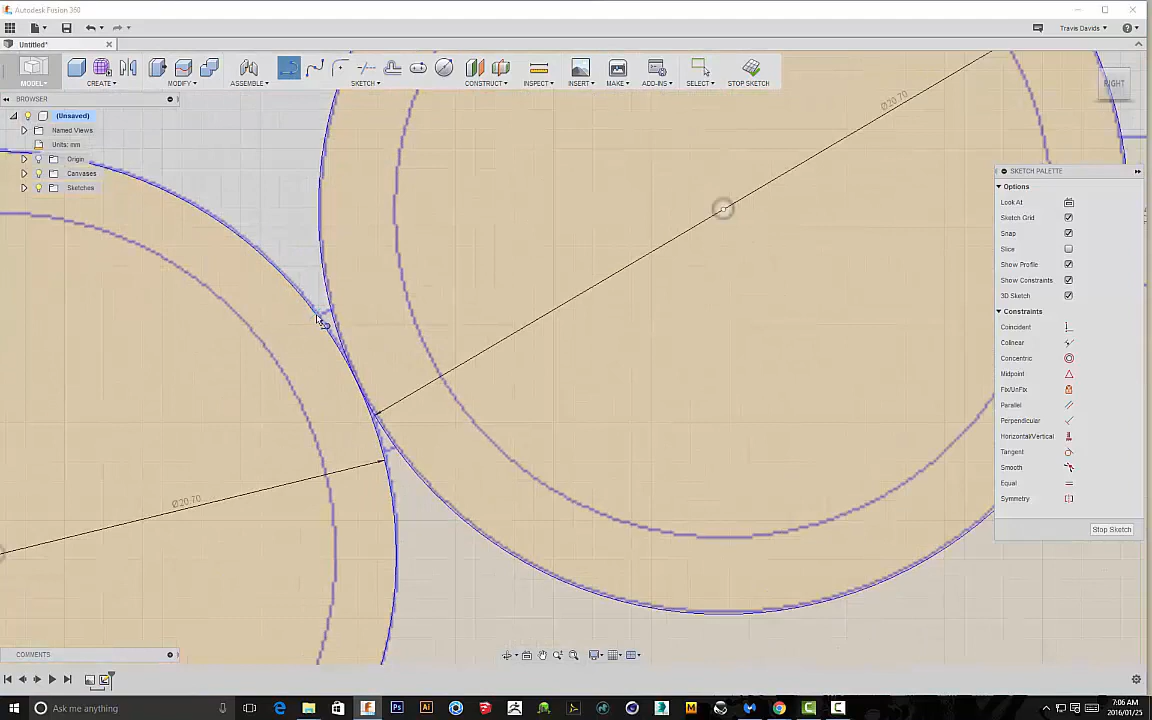 Autodesk Fusion 360
Travis Davids
Untitled*
MODEL
CREATE
MODIFY
ASSEMBLE
SKETCH
CONSTRUCT
INSPECT
INSERT
MAKE
ADD-INS
SELECT
STOP SKETCH
RIGHT
BROWSER
(Unsaved)
Named Views
Units: mm
Origin
Canvases
Sketches
Ø20.70
Ø20.70
SKETCH PALETTE
Options
Look At
Sketch Grid
Snap
Slice
Show Profile
Show Constraints
3D Sketch
Constraints
Coincident
Colinear
Concentric
Midpoint
Fix/UnFix
Parallel
Perpendicular
Horizontal/Vertical
Tangent
Smooth
Equal
Symmetry
Stop Sketch
COMMENTS
Ask me anything
7:06 AM
2016/01/25